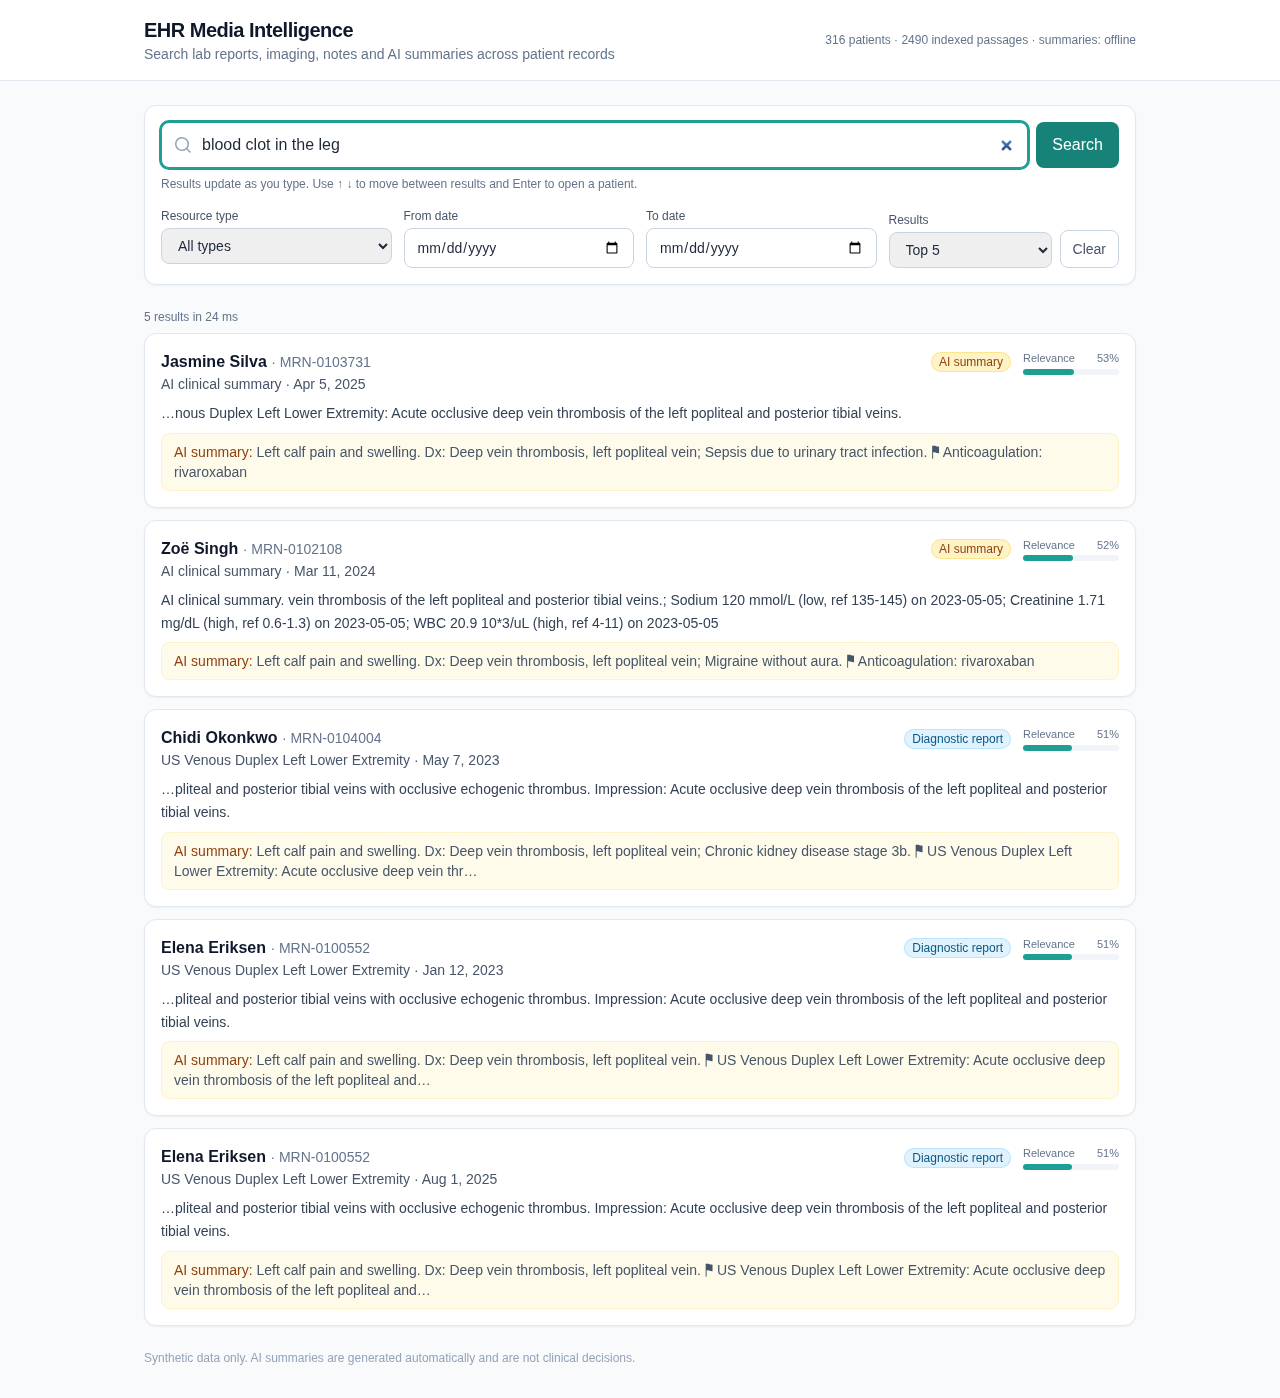 EHR Media Intelligence
Search lab reports, imaging, notes and AI summaries across patient records
316 patients · 2490 indexed passages · summaries: offline
blood clot in the leg
Search
Results update as you type. Use ↑ ↓ to move between results and Enter to open a patient.
Resource type
From date
To date
Results
All types
mm/dd/yyyy
mm/dd/yyyy
Top 5
Clear
5 results in 24 ms
Jasmine Silva · MRN-0103731
AI summary
Relevance 53%
AI clinical summary · Apr 5, 2025
…nous Duplex Left Lower Extremity: Acute occlusive deep vein thrombosis of the left popliteal and posterior tibial veins.
AI summary: Left calf pain and swelling. Dx: Deep vein thrombosis, left popliteal vein; Sepsis due to urinary tract infection. ⚑ Anticoagulation:
rivaroxaban
Zoë Singh · MRN-0102108
AI summary
Relevance 52%
AI clinical summary · Mar 11, 2024
AI clinical summary. vein thrombosis of the left popliteal and posterior tibial veins.; Sodium 120 mmol/L (low, ref 135-145) on 2023-05-05; Creatinine 1.71
mg/dL (high, ref 0.6-1.3) on 2023-05-05; WBC 20.9 10*3/uL (high, ref 4-11) on 2023-05-05
AI summary: Left calf pain and swelling. Dx: Deep vein thrombosis, left popliteal vein; Migraine without aura. ⚑ Anticoagulation: rivaroxaban
Chidi Okonkwo · MRN-0104004
Diagnostic report
Relevance 51%
US Venous Duplex Left Lower Extremity · May 7, 2023
…pliteal and posterior tibial veins with occlusive echogenic thrombus. Impression: Acute occlusive deep vein thrombosis of the left popliteal and posterior
tibial veins.
AI summary: Left calf pain and swelling. Dx: Deep vein thrombosis, left popliteal vein; Chronic kidney disease stage 3b. ⚑ US Venous Duplex Left
Lower Extremity: Acute occlusive deep vein thr…
Elena Eriksen · MRN-0100552
Diagnostic report
Relevance 51%
US Venous Duplex Left Lower Extremity · Jan 12, 2023
…pliteal and posterior tibial veins with occlusive echogenic thrombus. Impression: Acute occlusive deep vein thrombosis of the left popliteal and posterior
tibial veins.
AI summary: Left calf pain and swelling. Dx: Deep vein thrombosis, left popliteal vein. ⚑ US Venous Duplex Left Lower Extremity: Acute occlusive deep
vein thrombosis of the left popliteal and…
Elena Eriksen · MRN-0100552
Diagnostic report
Relevance 51%
US Venous Duplex Left Lower Extremity · Aug 1, 2025
…pliteal and posterior tibial veins with occlusive echogenic thrombus. Impression: Acute occlusive deep vein thrombosis of the left popliteal and posterior
tibial veins.
AI summary: Left calf pain and swelling. Dx: Deep vein thrombosis, left popliteal vein. ⚑ US Venous Duplex Left Lower Extremity: Acute occlusive deep
vein thrombosis of the left popliteal and…
Synthetic data only. AI summaries are generated automatically and are not clinical decisions.